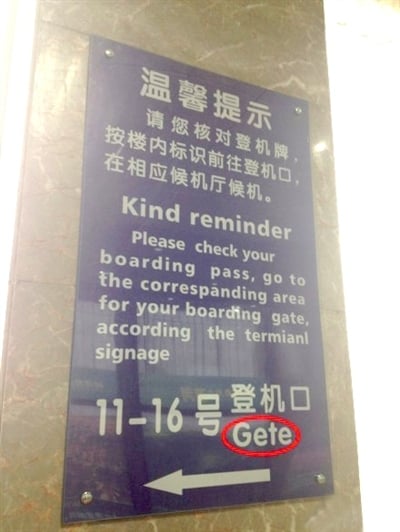 温馨提示
请您核对登机牌，
按楼内标识前往登机口，
在相应候机厅候机。
Kind reminder
Please check your
boarding pass, go to
the correspanding area
for your boarding gate,
according the termianl
signage
11-16 号 登机口
Gete